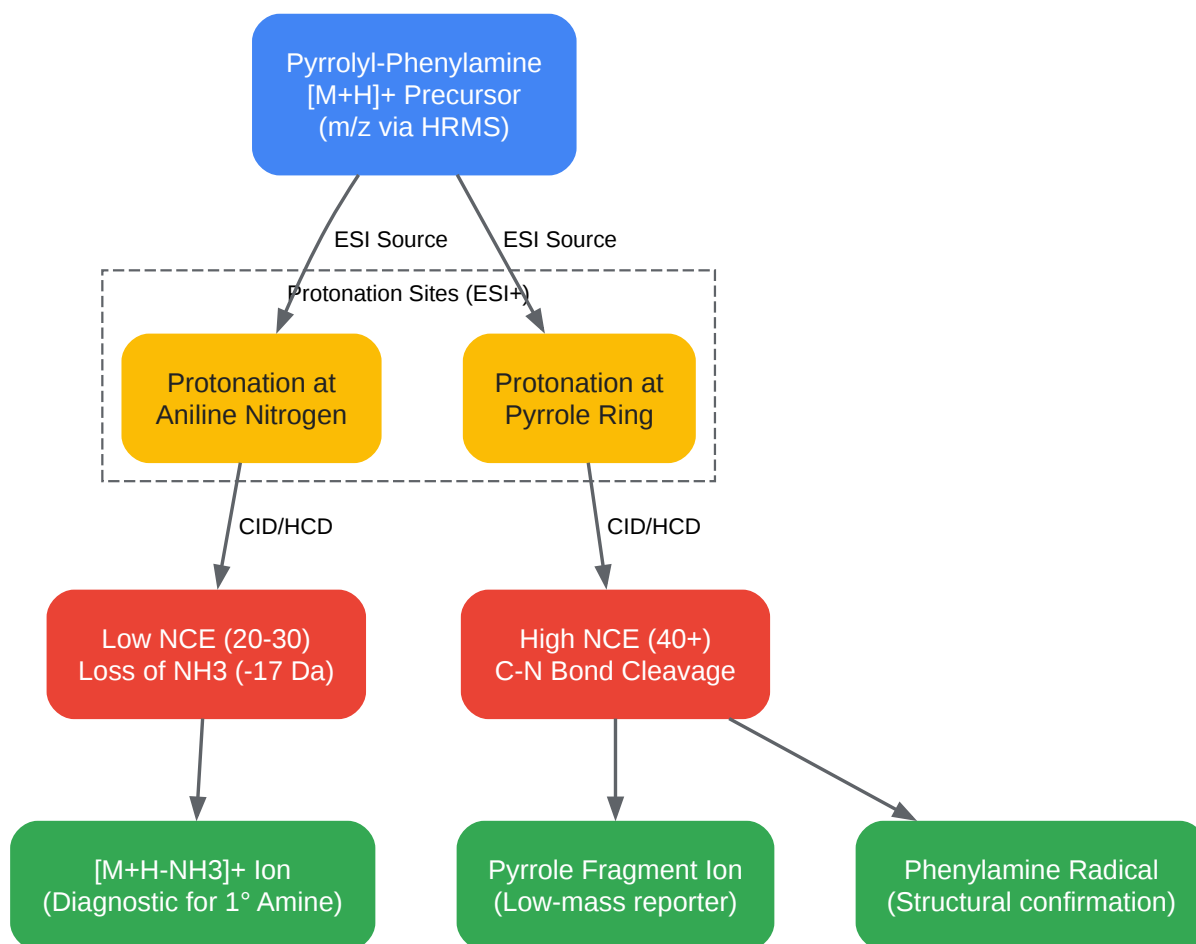 Pyrrolyl-Phenylamine
[M+H]+ Precursor
(m/z via HRMS)
ESI Source
ESI Source
Protonation Sites (ESI+)
Protonation at
Aniline Nitrogen
Protonation at
Pyrrole Ring
CID/HCD
CID/HCD
Low NCE (20-30)
Loss of NH3 (-17 Da)
High NCE (40+)
C-N Bond Cleavage
[M+H-NH3]+ Ion
(Diagnostic for 1° Amine)
Pyrrole Fragment Ion
(Low-mass reporter)
Phenylamine Radical
(Structural confirmation)